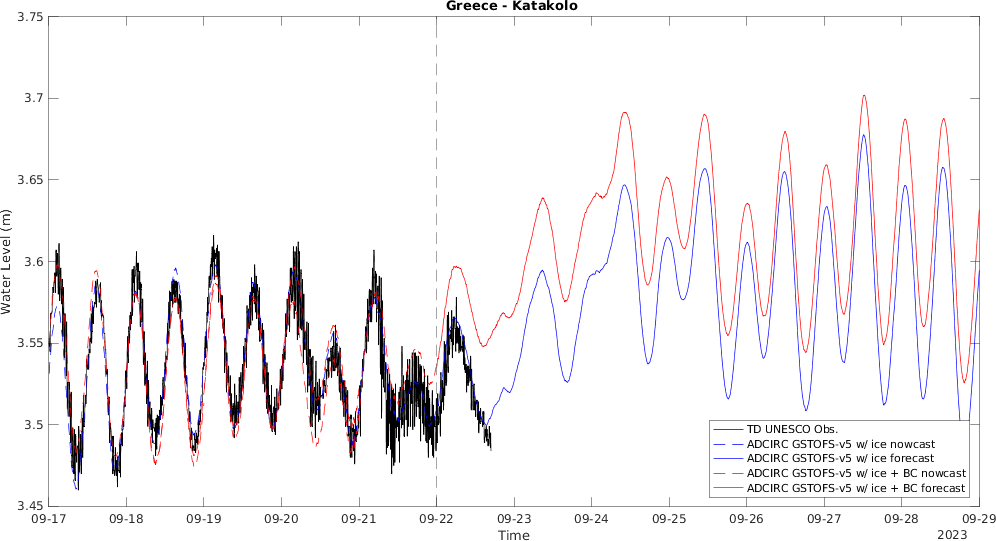 Greece - Katakolo
3.75
3.7
3.65
3.6
3.55
3.5
3.45
Water Level (m)
09-17 09-18 09-19 09-20 09-21 09-22 09-23 09-24 09-25 09-26 09-27 09-28 09-29
Time
2023
TD UNESCO Obs.
ADCIRC GSTOFS-v5 w/ ice nowcast
ADCIRC GSTOFS-v5 w/ ice forecast
ADCIRC GSTOFS-v5 w/ ice + BC nowcast
ADCIRC GSTOFS-v5 w/ ice + BC forecast